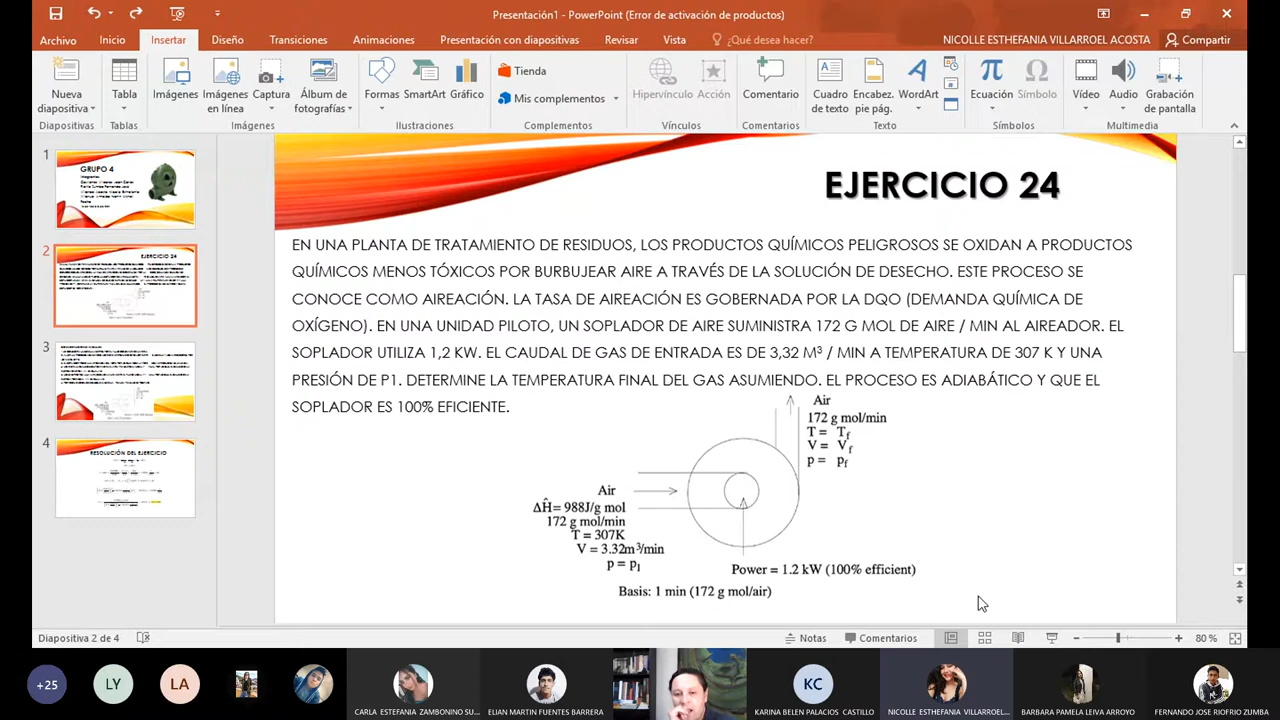 Presentación1 - PowerPoint (Error de activación de productos)
Archivo Inicio Insertar Diseño Transiciones Animaciones Presentación con diapositivas Revisar Vista ¿Qué desea hacer? NICOLLE ESTHEFANIA VILLARROEL ACOSTA Compartir
Nueva diapositiva
Tabla
Imágenes
Imágenes en línea
Captura
Álbum de fotografías
Formas
SmartArt
Gráfico
Tienda
Mis complementos
Hipervínculo
Acción
Comentario
Cuadro de texto
Encabez. pie pág.
WordArt
Ecuación
Símbolo
Vídeo
Audio
Grabación de pantalla
Diapositivas Tablas Imágenes Ilustraciones Complementos Vínculos Comentarios Texto Símbolos Multimedia
1
GRUPO 4
2
EJERCICIO 24
3
4
RESOLUCIÓN DEL EJERCICIO
EJERCICIO 24
EN UNA PLANTA DE TRATAMIENTO DE RESIDUOS, LOS PRODUCTOS QUÍMICOS PELIGROSOS SE OXIDAN A PRODUCTOS
QUÍMICOS MENOS TÓXICOS POR BURBUJEAR AIRE A TRAVÉS DE LA SOLUCIÓN DE DESECHO. ESTE PROCESO SE
CONOCE COMO AIREACIÓN. LA TASA DE AIREACIÓN ES GOBERNADA POR LA DQO (DEMANDA QUÍMICA DE
OXÍGENO). EN UNA UNIDAD PILOTO, UN SOPLADOR DE AIRE SUMINISTRA 172 G MOL DE AIRE / MIN AL AIREADOR. EL
SOPLADOR UTILIZA 1,2 KW. EL CAUDAL DE GAS DE ENTRADA ES DE 3,32 M³ / MIN A TEMPERATURA DE 307 K Y UNA
PRESIÓN DE P1. DETERMINE LA TEMPERATURA FINAL DEL GAS ASUMIENDO. EL PROCESO ES ADIABÁTICO Y QUE EL
SOPLADOR ES 100% EFICIENTE.
Air
172 g mol/min
T = Tf
V = Vf
p = pf
Air
ΔĤ= 988J/g mol
172 g mol/min
T = 307K
V = 3.32m³/min
p = p1
Power = 1.2 kW (100% efficient)
Basis: 1 min (172 g mol/air)
Diapositiva 2 de 4 Notas Comentarios 80 %
+25
LY
LA
KC
CARLA ESTEFANIA ZAMBONINO SU...
ELIAN MARTIN FUENTES BARRERA
KARINA BELEN PALACIOS CASTILLO
NICOLLE ESTHEFANIA VILLARROEL...
BARBARA PAMELA LEIVA ARROYO
FERNANDO JOSE RIOFRIO ZUMBA